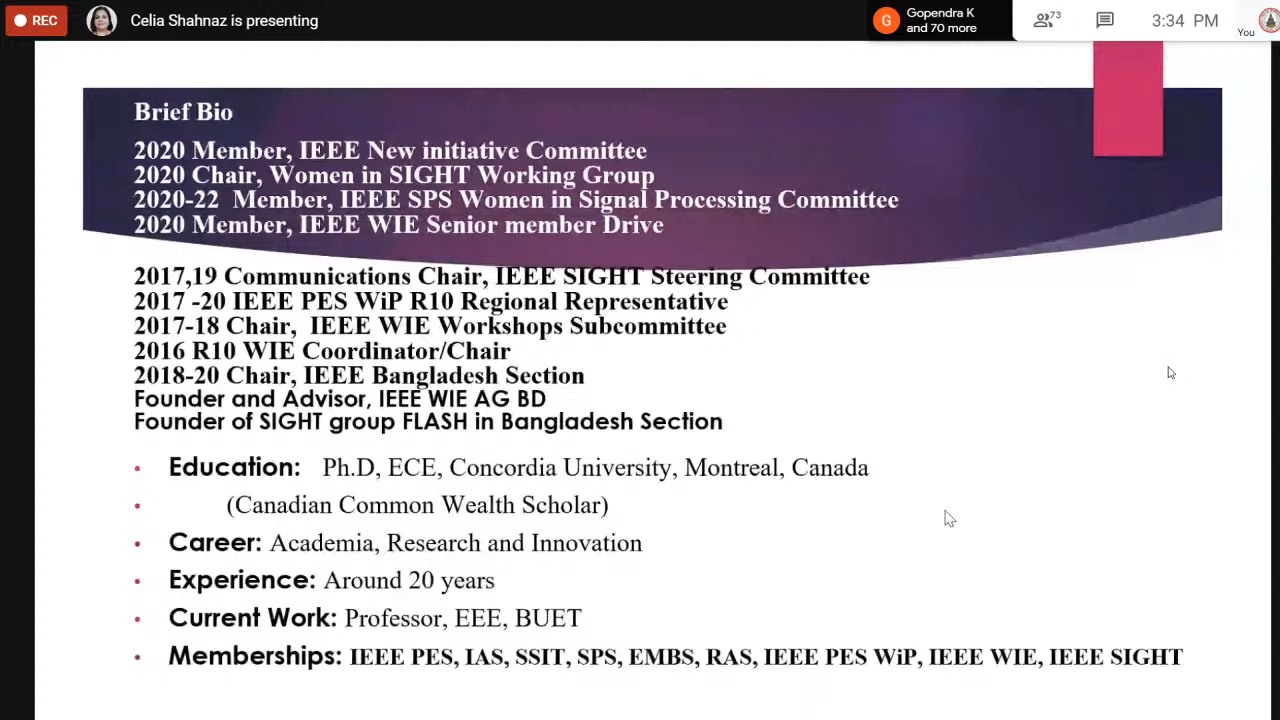 REC
Celia Shahnaz is presenting
G
Gopendra K
and 70 more
73
3:34 PM
You
Brief Bio
2020 Member, IEEE New initiative Committee
2020 Chair, Women in SIGHT Working Group
2020-22 Member, IEEE SPS Women in Signal Processing Committee
2020 Member, IEEE WIE Senior member Drive
2017,19 Communications Chair, IEEE SIGHT Steering Committee
2017 -20 IEEE PES WiP R10 Regional Representative
2017-18 Chair, IEEE WIE Workshops Subcommittee
2016 R10 WIE Coordinator/Chair
2018-20 Chair, IEEE Bangladesh Section
Founder and Advisor, IEEE WIE AG BD
Founder of SIGHT group FLASH in Bangladesh Section
• Education: Ph.D, ECE, Concordia University, Montreal, Canada
• (Canadian Common Wealth Scholar)
• Career: Academia, Research and Innovation
• Experience: Around 20 years
• Current Work: Professor, EEE, BUET
• Memberships: IEEE PES, IAS, SSIT, SPS, EMBS, RAS, IEEE PES WiP, IEEE WIE, IEEE SIGHT